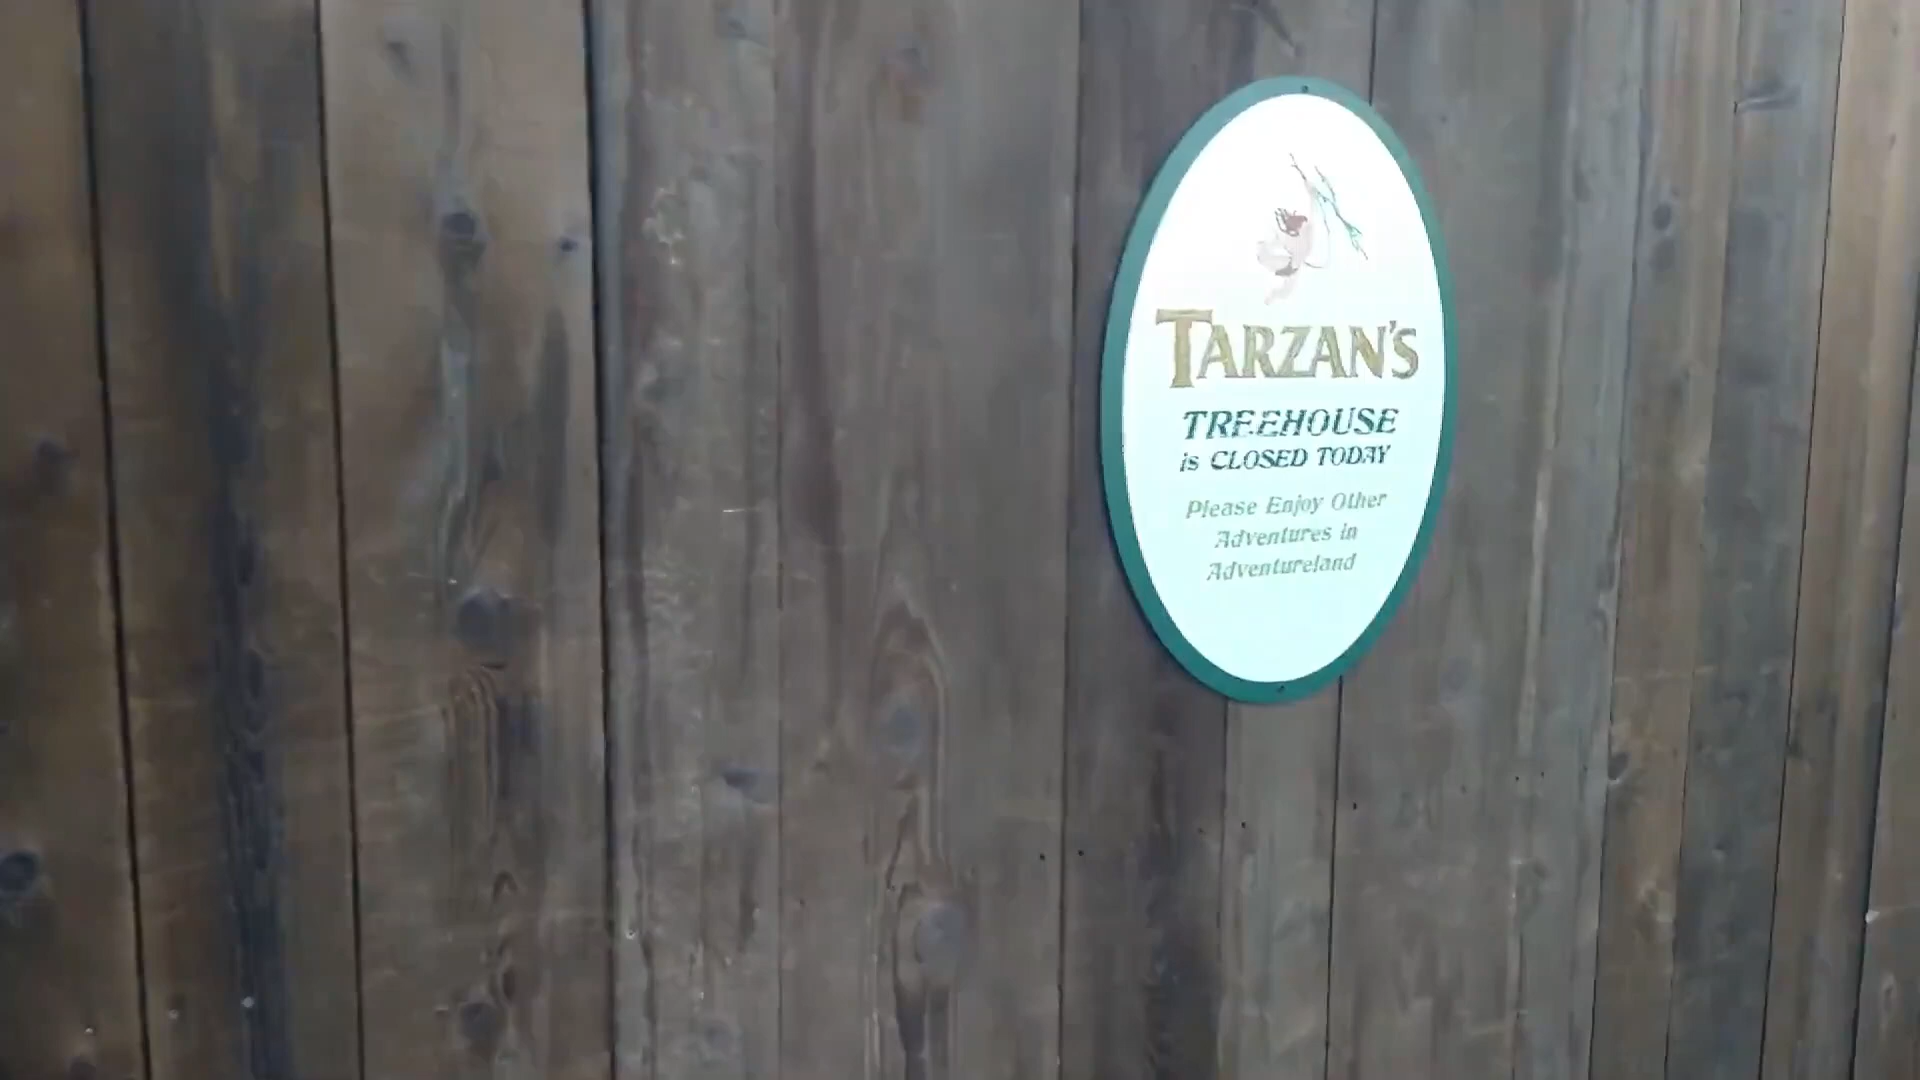 TARZAN'S
TREEHOUSE
is CLOSED TODAY
Please Enjoy Other
Adventures in
Adventureland